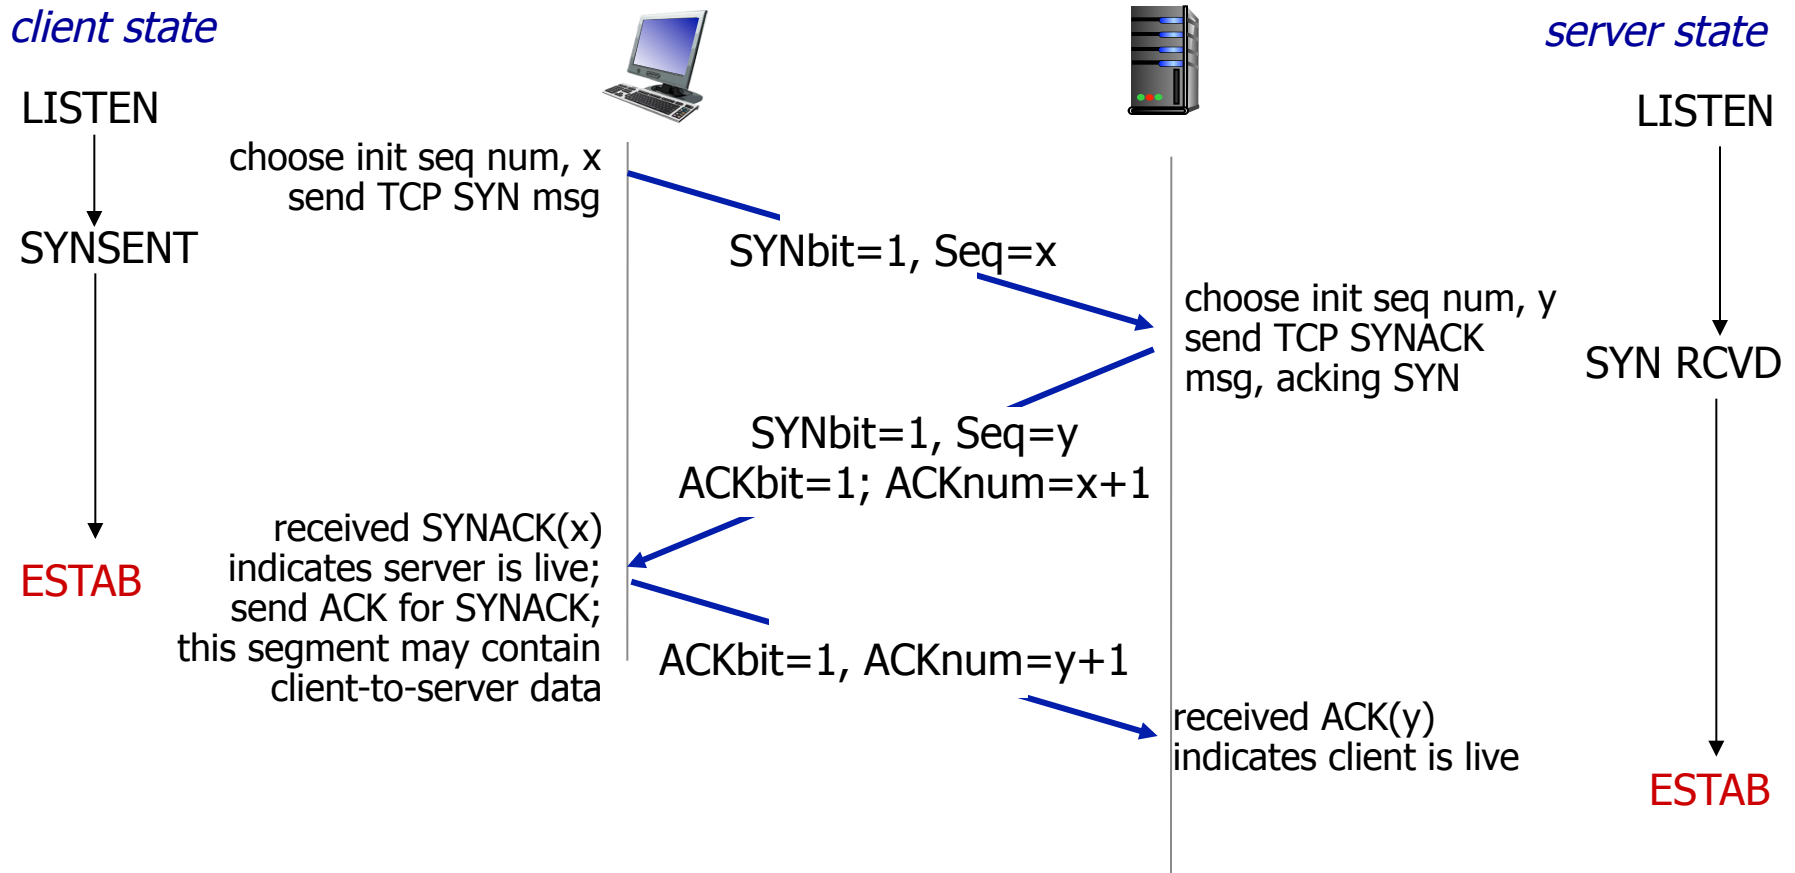 client state
server state
LISTEN
LISTEN
choose init seq num, x
send TCP SYN msg
SYNSENT
SYNbit=1, Seq=x
choose init seq num, y
send TCP SYNACK
msg, acking SYN
SYN RCVD
SYNbit=1, Seq=y
ACKbit=1; ACKnum=x+1
received SYNACK(x)
indicates server is live;
send ACK for SYNACK;
this segment may contain
client-to-server data
ESTAB
ACKbit=1, ACKnum=y+1
received ACK(y)
indicates client is live
ESTAB